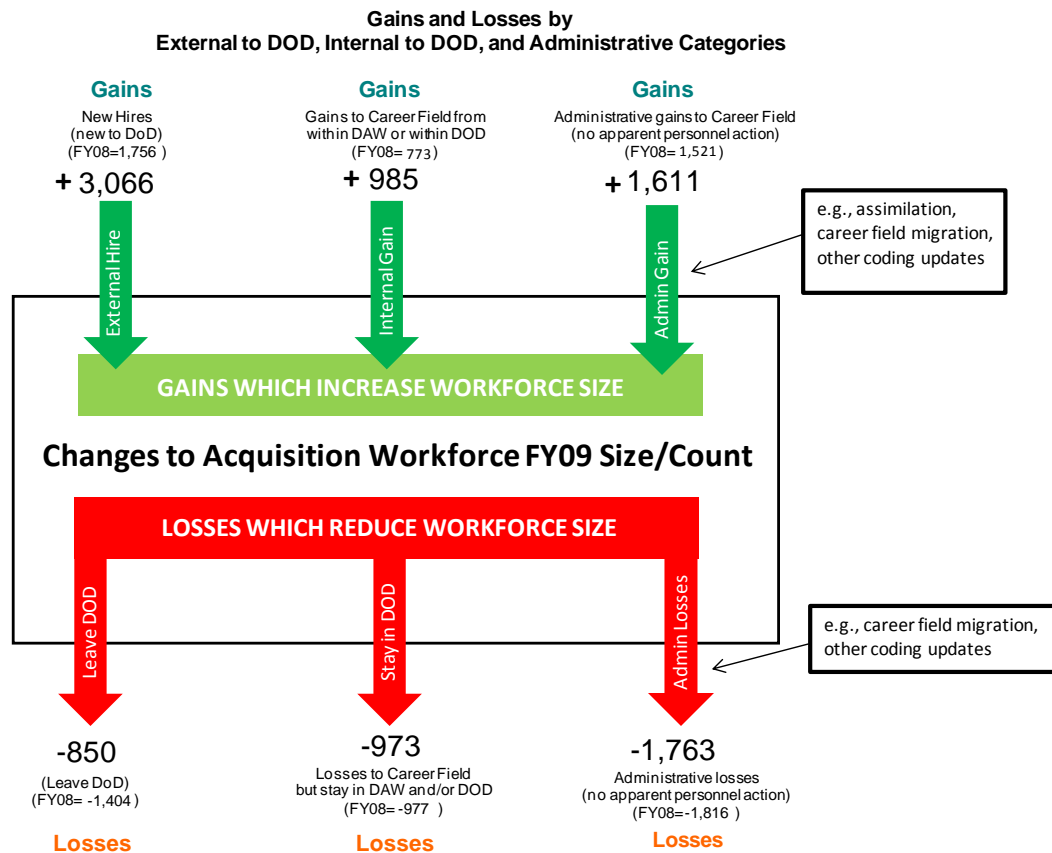 Gains and Losses by
External to DOD, Internal to DOD, and Administrative Categories
Gains
New Hires
(new to DoD)
(FY08=1,756 )
+ 3,066
Gains
Gains to Career Field from
within DAW or within DOD
(FY08= 773)
+ 985
Gains
Administrative gains to Career Field
(no apparent personnel action)
(FY08= 1,521)
+ 1,611
e.g., assimilation,
career field migration,
other coding updates
External Hire
Internal Gain
Admin Gain
GAINS WHICH INCREASE WORKFORCE SIZE
Changes to Acquisition Workforce FY09 Size/Count
LOSSES WHICH REDUCE WORKFORCE SIZE
Leave DOD
Stay in DOD
Admin Losses
e.g., career field migration,
other coding updates
-850
(Leave DoD)
(FY08= -1,404)
Losses
-973
Losses to Career Field
but stay in DAW and/or DOD
(FY08=-977 )
Losses
-1,763
Administrative losses
(no apparent personnel action)
(FY08=-1,816 )
Losses